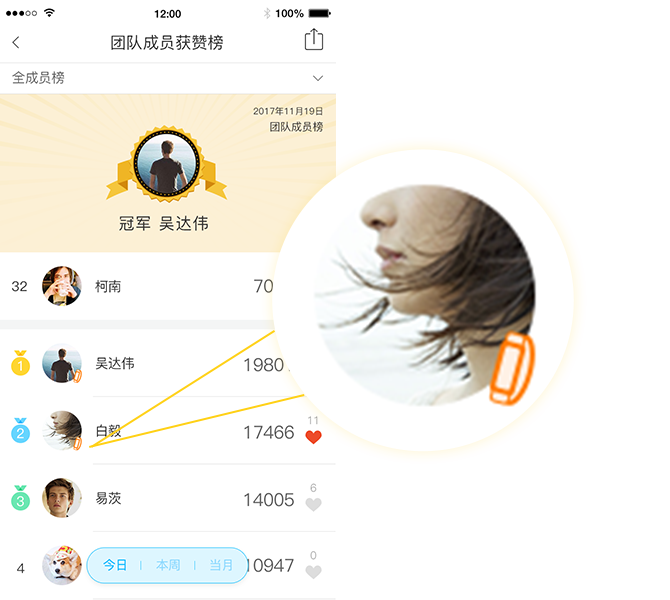 12:00
100%
团队成员获赞榜
全成员榜
2017年11月19日
团队成员榜
冠军 吴达伟
32 柯南 70
1 吴达伟 1980
2 白毅 17466 11
3 易茨 14005 6
4 10947 0
今日 | 本周 | 当月